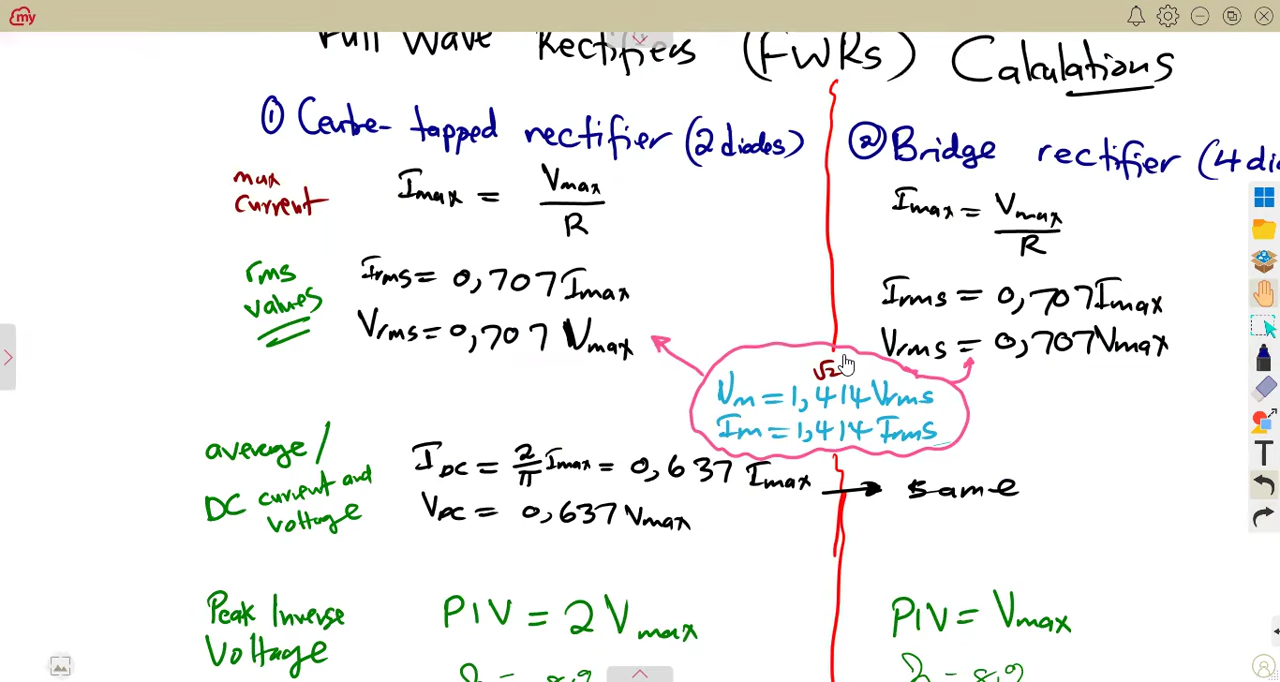 my
Full Wave Rectifiers (FWRs) Calculations
① Centre-tapped rectifier (2 diodes)
max current
Imax = Vmax / R
rms values
Irms = 0,707 Imax
Vrms = 0,707 Vmax
average / DC current and voltage
IDC = 2/π Imax = 0,637 Imax → same
VDC = 0,637 Vmax
Peak Inverse Voltage
PIV = 2 Vmax
② Bridge rectifier (4 di
Imax = Vmax / R
Irms = 0,707 Imax
Vrms = 0,707 Vmax
√2
Vm = 1,414 Vrms
Im = 1,414 Irms
PIV = Vmax
T